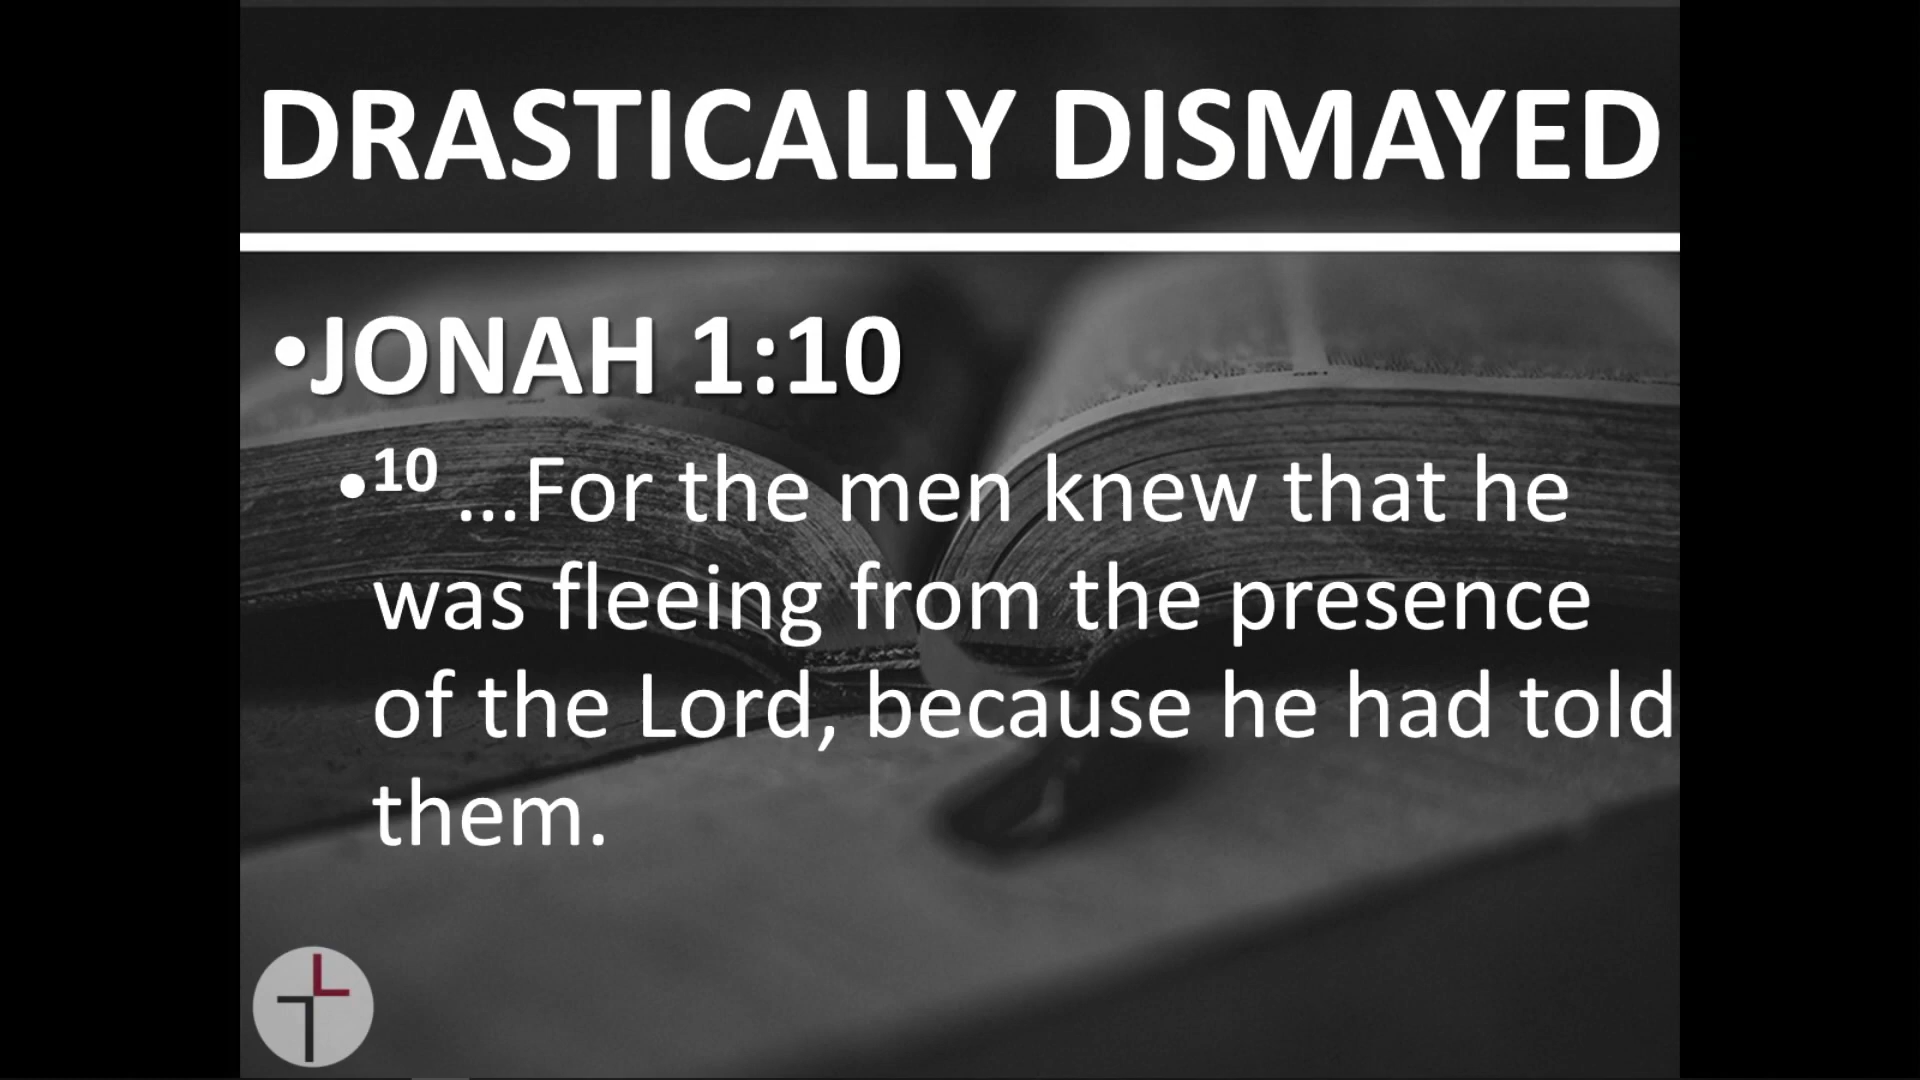 DRASTICALLY DISMAYED
•JONAH 1:10
•10 ...For the men knew that he
was fleeing from the presence
of the Lord, because he had told
them.